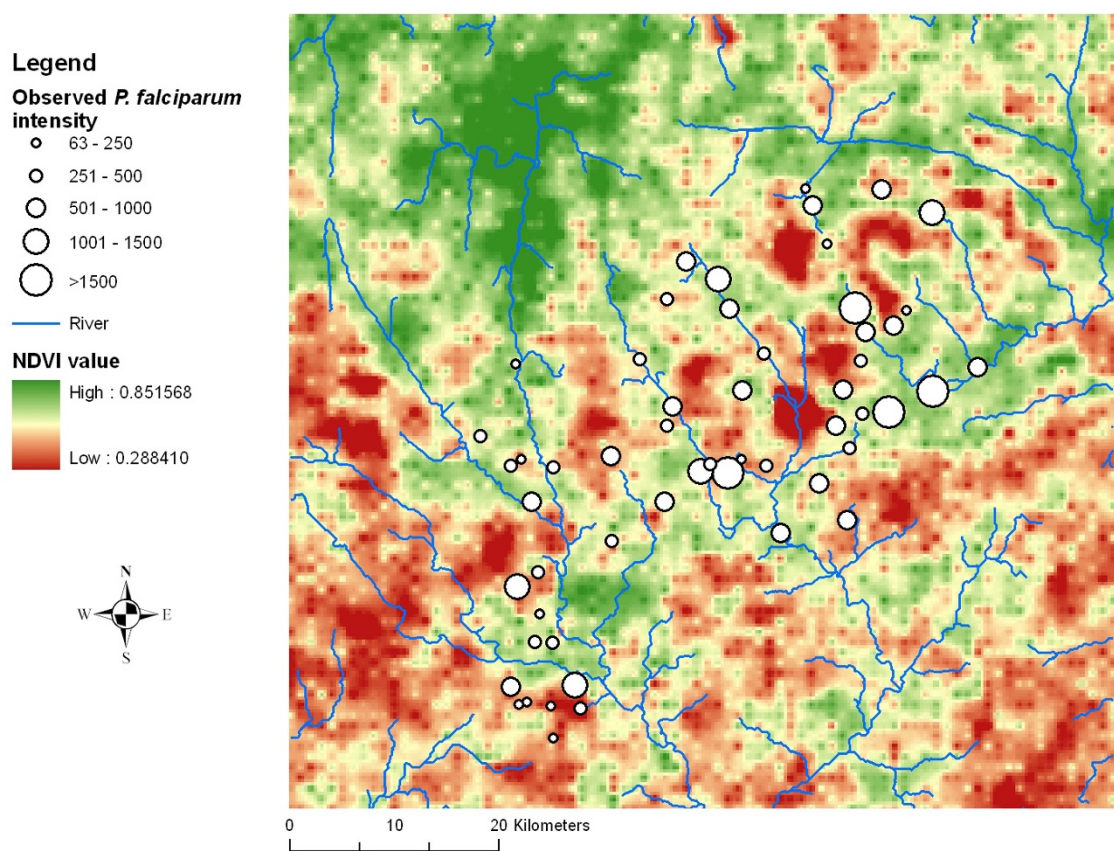 Legend
Observed P. falciparum
intensity
63 - 250
251 - 500
501 - 1000
1001 - 1500
>1500
River
NDVI value
High : 0.851568
Low : 0.288410
N
W E
S
0 10 20 Kilometers